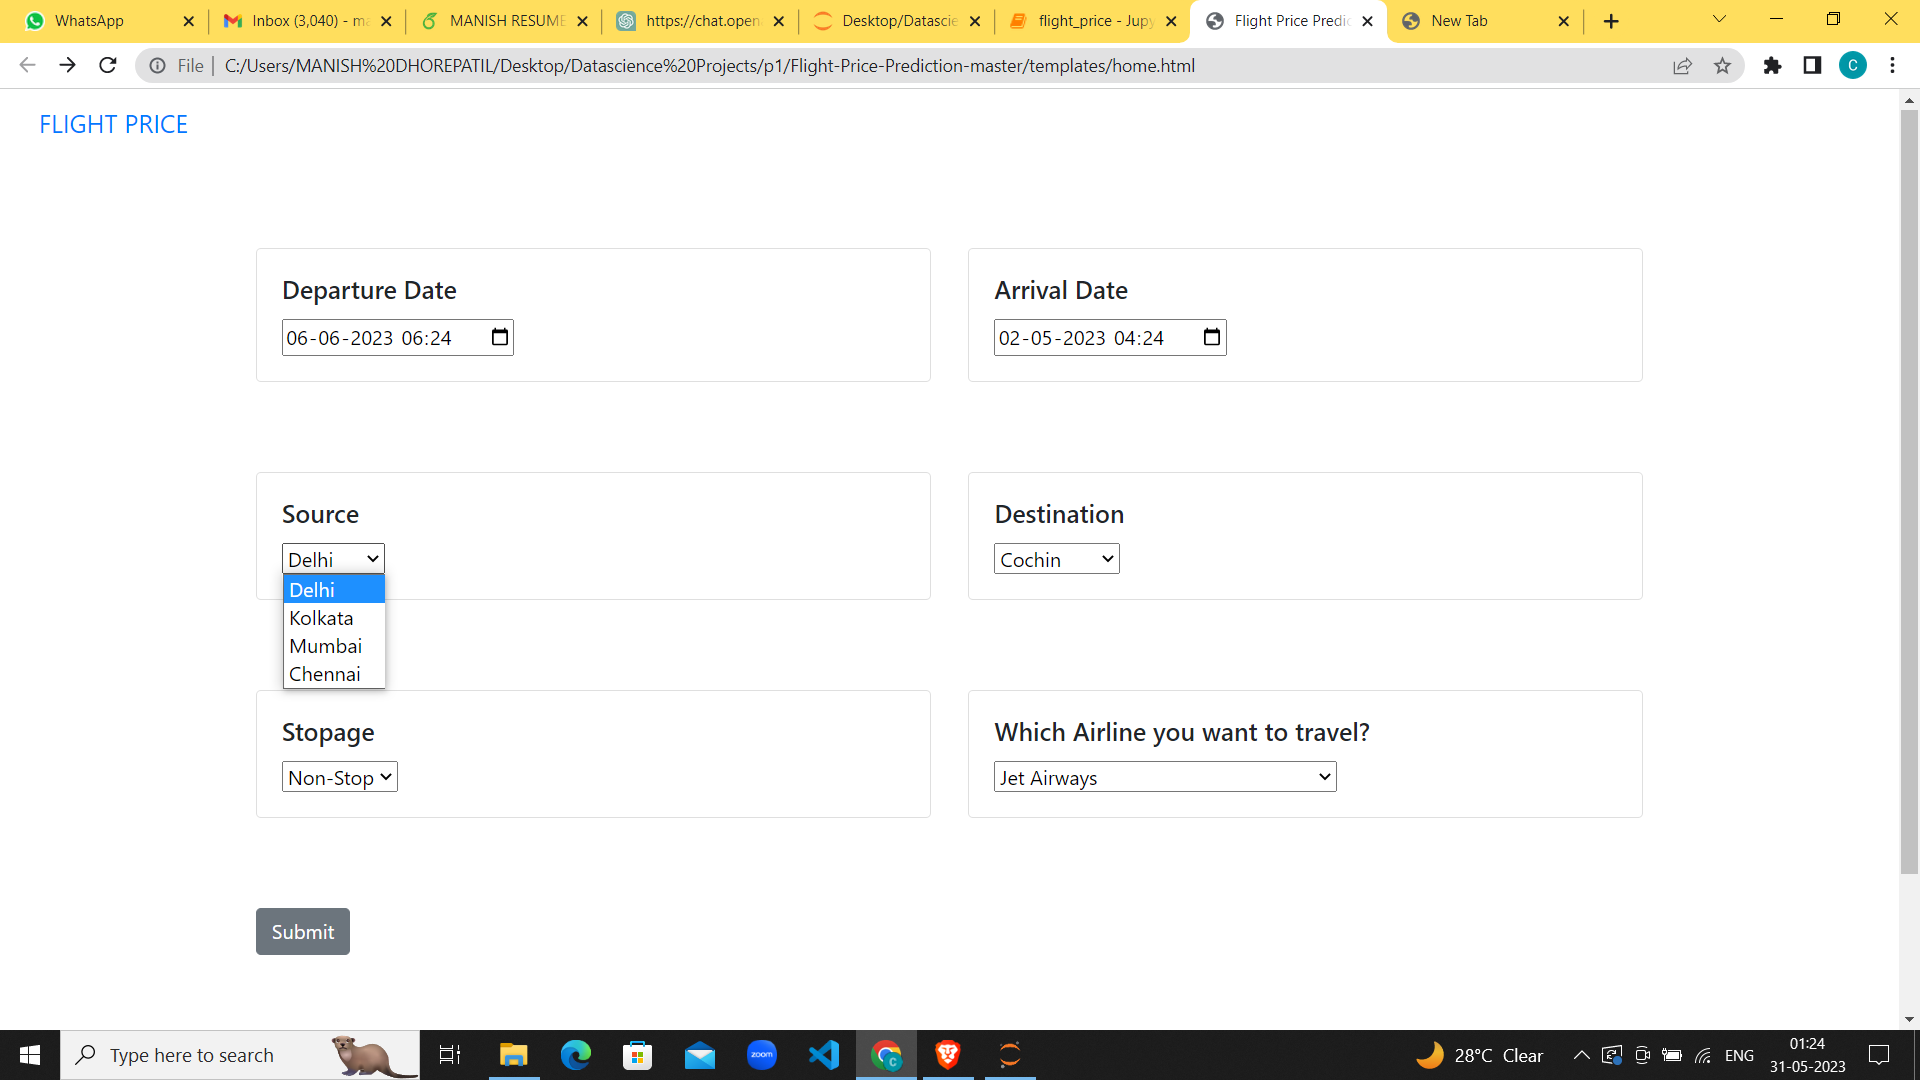 WhatsApp
Inbox (3,040) - ma
MANISH RESUME
https://chat.open
Desktop/Datascie
flight_price - Jupy
Flight Price Predic
New Tab
File
C:/Users/MANISH%20DHOREPATIL/Desktop/Datascience%20Projects/p1/Flight-Price-Prediction-master/templates/home.html
C
FLIGHT PRICE
Departure Date
06-06-2023 06:24
Arrival Date
02-05-2023 04:24
Source
Delhi
Delhi
Kolkata
Mumbai
Chennai
Destination
Cochin
Stopage
Non-Stop
Which Airline you want to travel?
Jet Airways
Submit
Type here to search
zoom
C
28°C Clear
ENG
01:24
31-05-2023